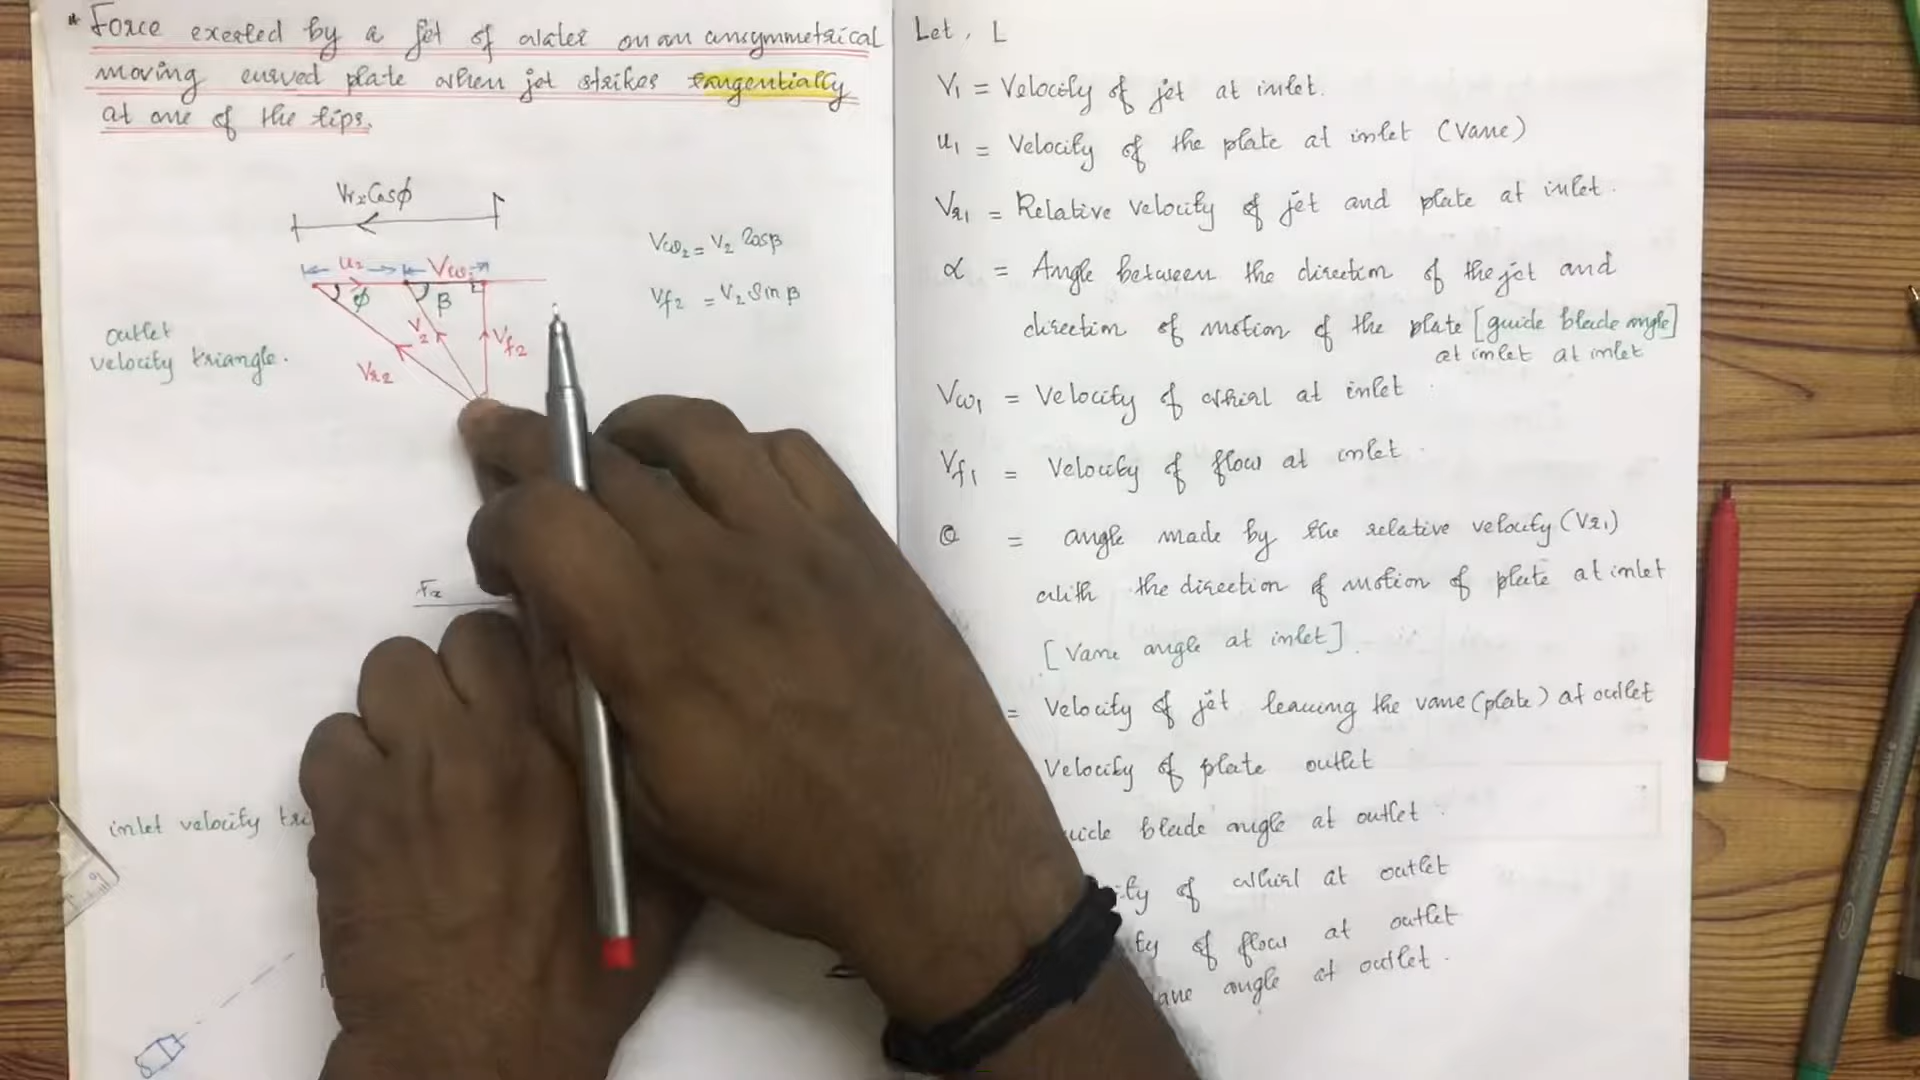 * Force exerted by a jet of water on an unsymmetrical
moving curved plate when jet strikes tangentially
at one of the tips.
Vr2 Cosϕ
u2
ϕ
β
V2
Vf2
Vr2
Vw2 = V2 Cosβ
Vf2 = V2 Sin β
outlet
velocity triangle.
Fx
inlet velocity tri
Let, L
V1 = Velocity of jet at inlet.
u1 = Velocity of the plate at inlet (Vane)
Vr1 = Relative Velocity of jet and plate at inlet.
α = Angle between the direction of the jet and
direction of motion of the plate [guide blade angle]
at inlet at inlet
Vw1 = Velocity of whirl at inlet
Vf1 = Velocity of flow at inlet
θ = angle made by the relative velocity (Vr1)
with the direction of motion of plate at inlet
[Vane angle at inlet].
= Velocity of jet leaving the vane (plate) at outlet
Velocity of plate outlet
uide blade angle at outlet.
ity of whirl at outlet
ty of flow at outlet
ane angle at outlet.